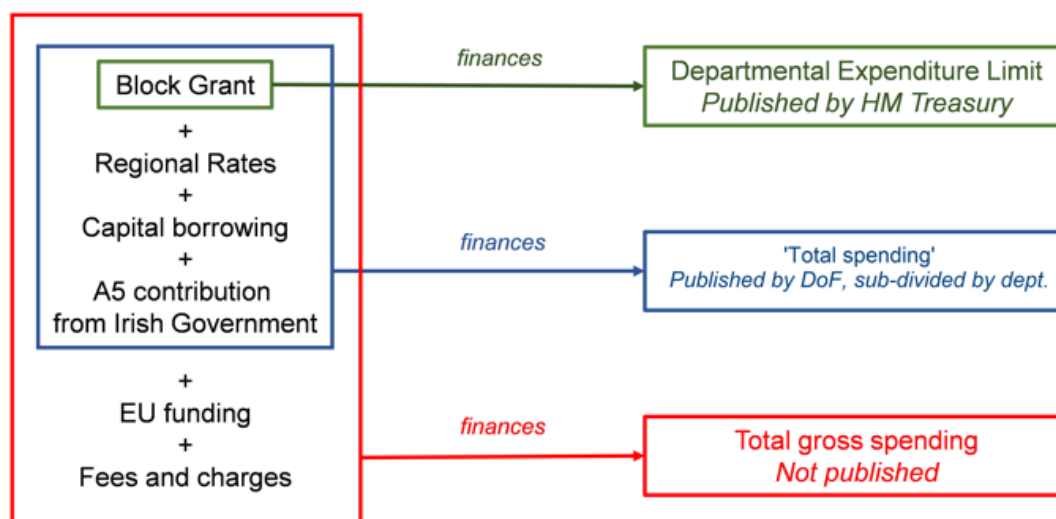 Block Grant
+
Regional Rates
+
Capital borrowing
+
A5 contribution
from Irish Government
+
EU funding
+
Fees and charges
finances
Departmental Expenditure Limit
Published by HM Treasury
finances
'Total spending'
Published by DoF, sub-divided by dept.
finances
Total gross spending
Not published